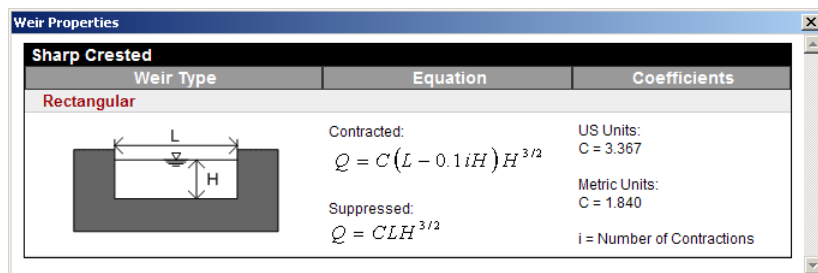 Weir Properties
Sharp Crested
Weir Type Equation Coefficients
Rectangular
L
H
Contracted:
Q = C(L − 0.1iH)H^{3/2}
Suppressed:
Q = CLH^{3/2}
US Units:
C = 3.367
Metric Units:
C = 1.840
i = Number of Contractions